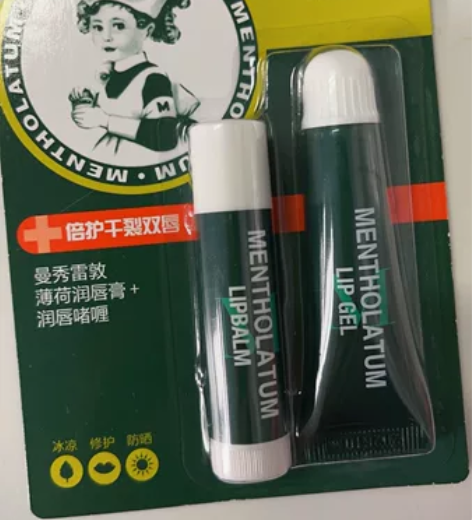 MENTHOLATUM • MENTHOLATUM
M
倍护干裂双唇
曼秀雷敦
薄荷润唇膏+
润唇啫喱
冰凉 修护 防晒
MENTHOLATUM
LIPBALM
MENTHOLATUM
LIP GEL